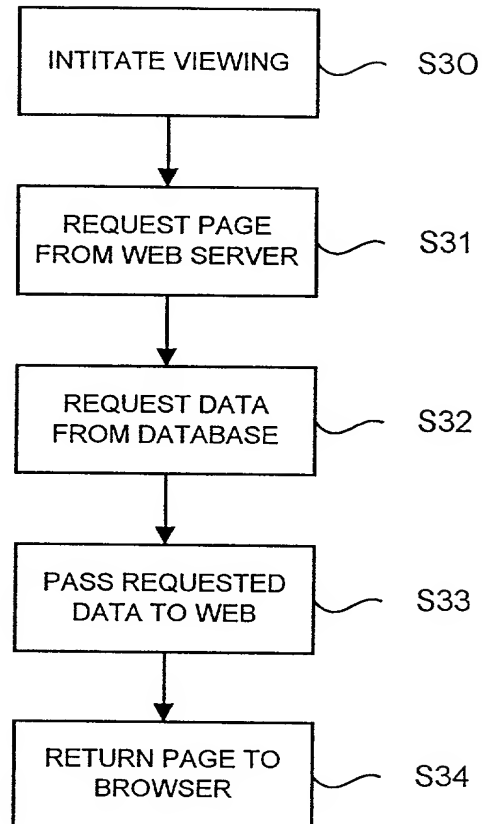 INTITATE VIEWING
S30
REQUEST PAGE
FROM WEB SERVER
S31
REQUEST DATA
FROM DATABASE
S32
PASS REQUESTED
DATA TO WEB
S33
RETURN PAGE TO
BROWSER
S34